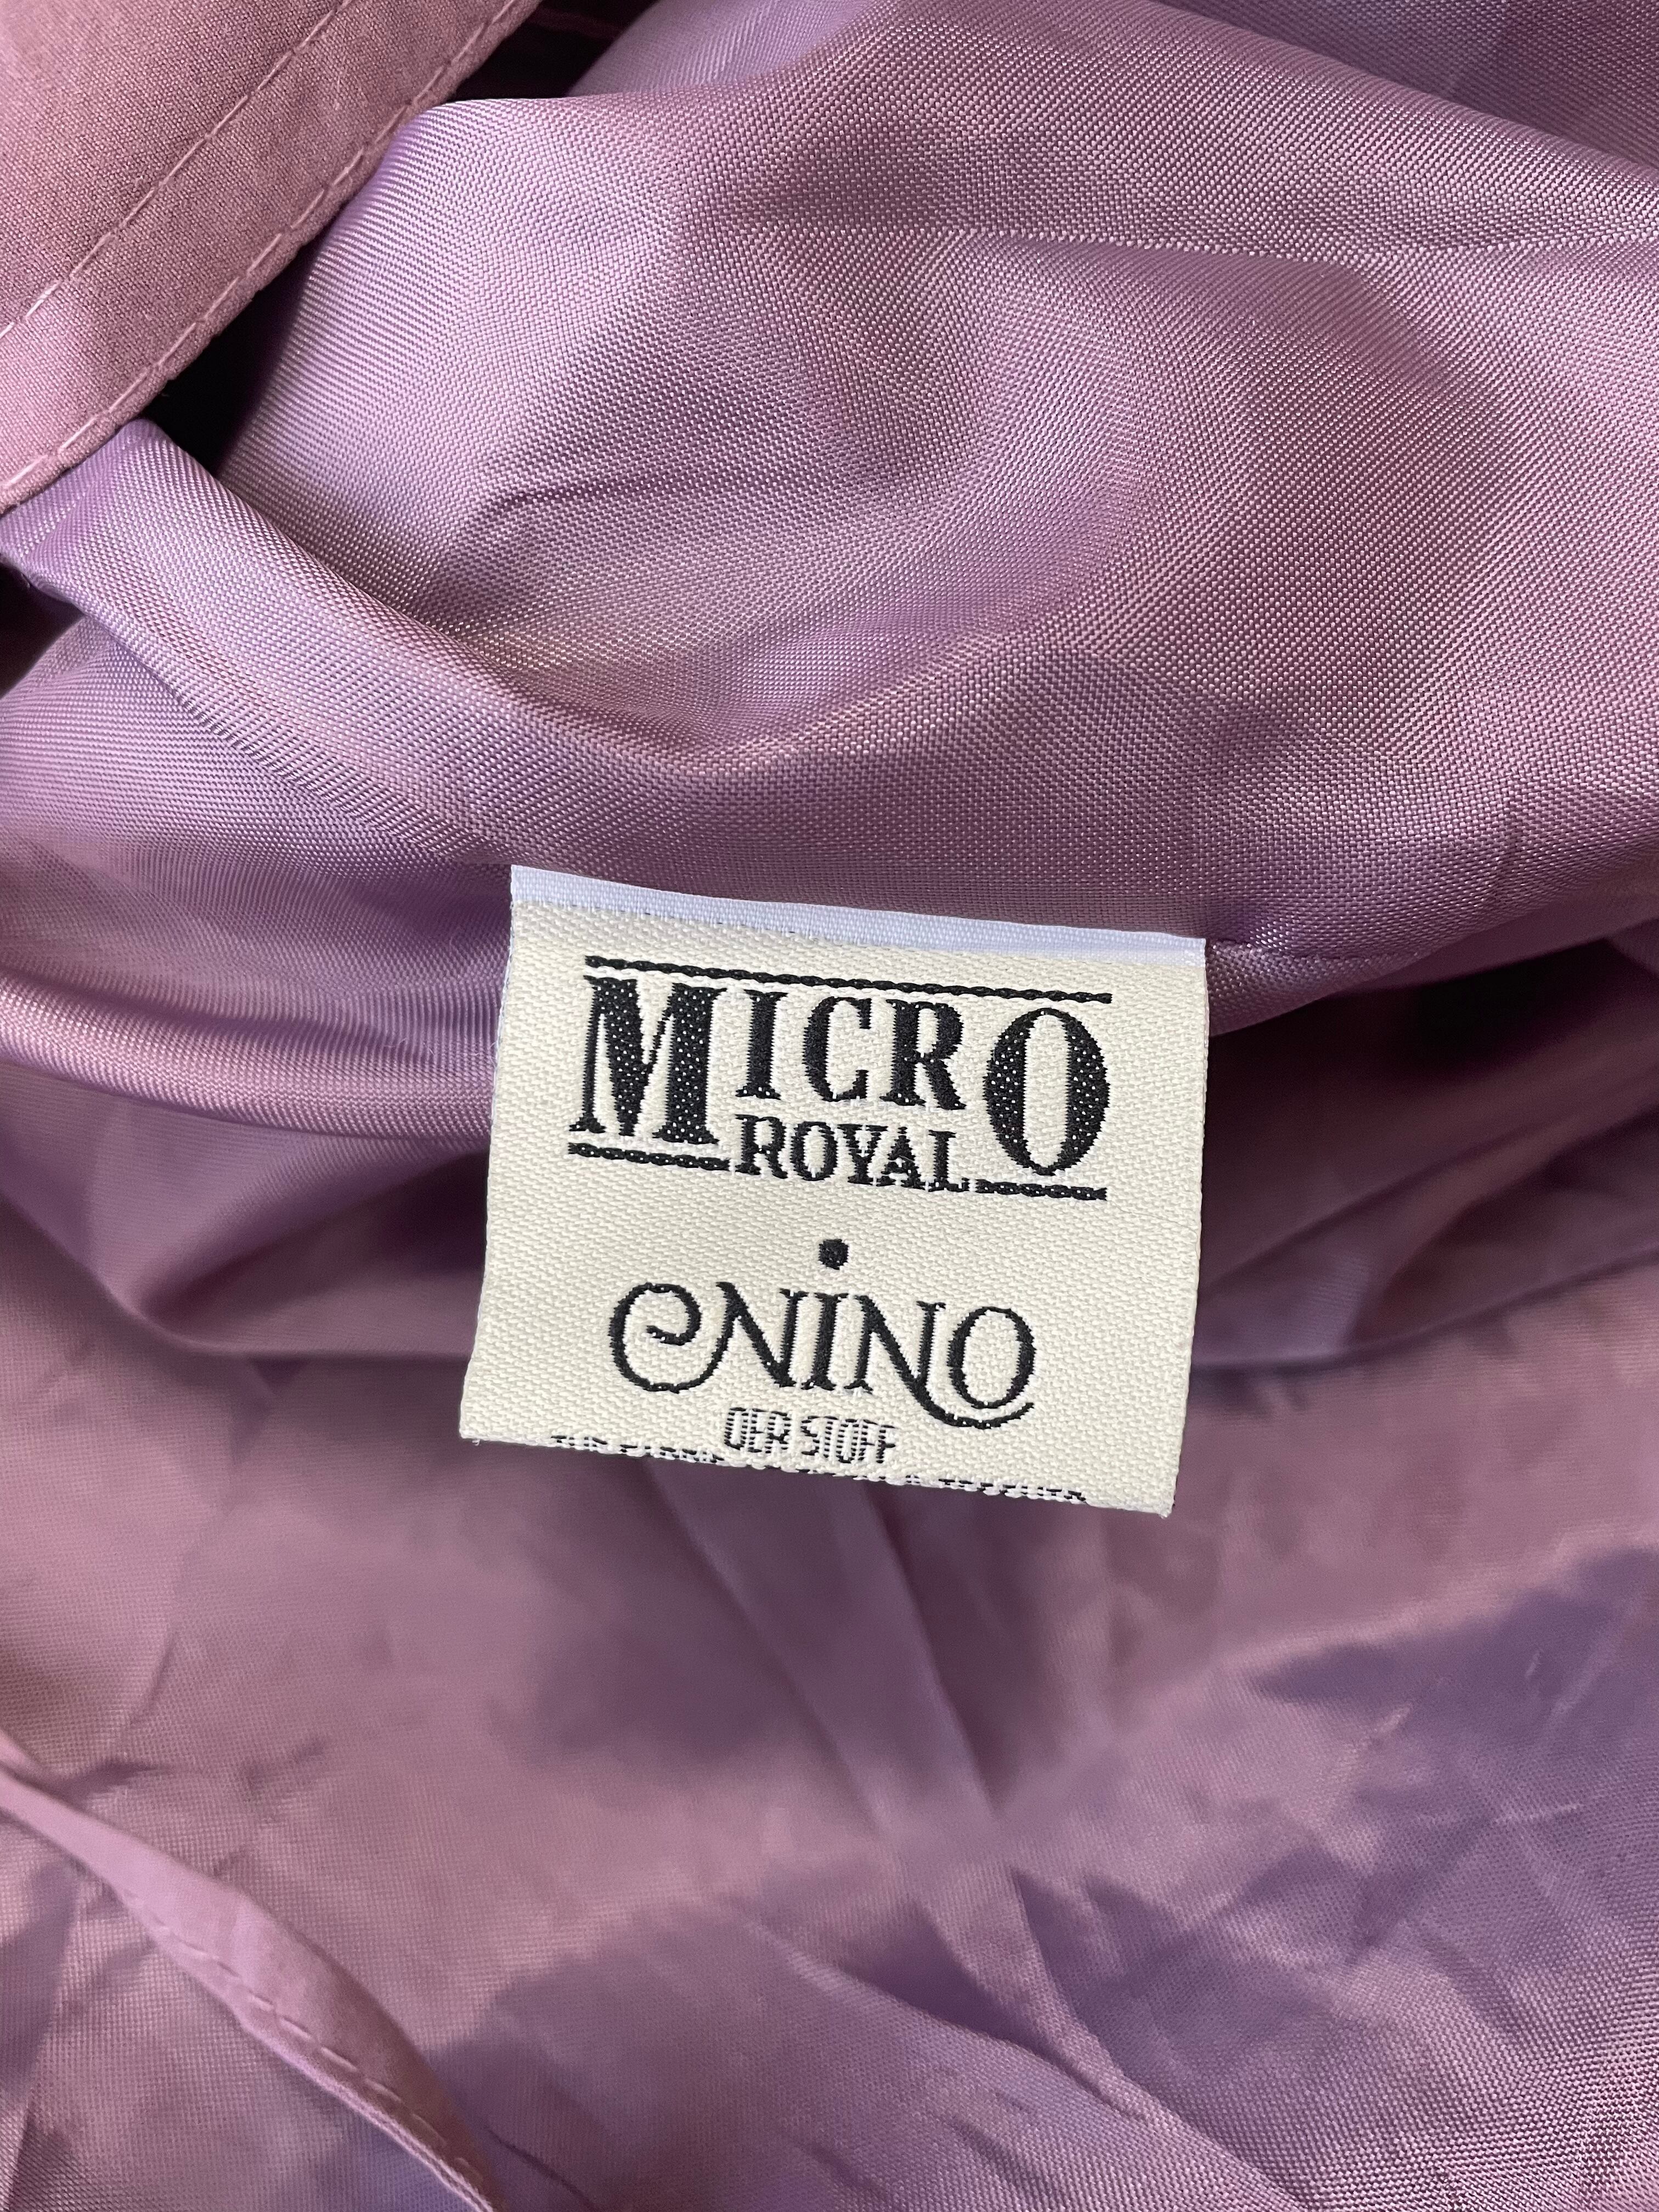 MICRO
ROYAL
NINO
DER STOFF